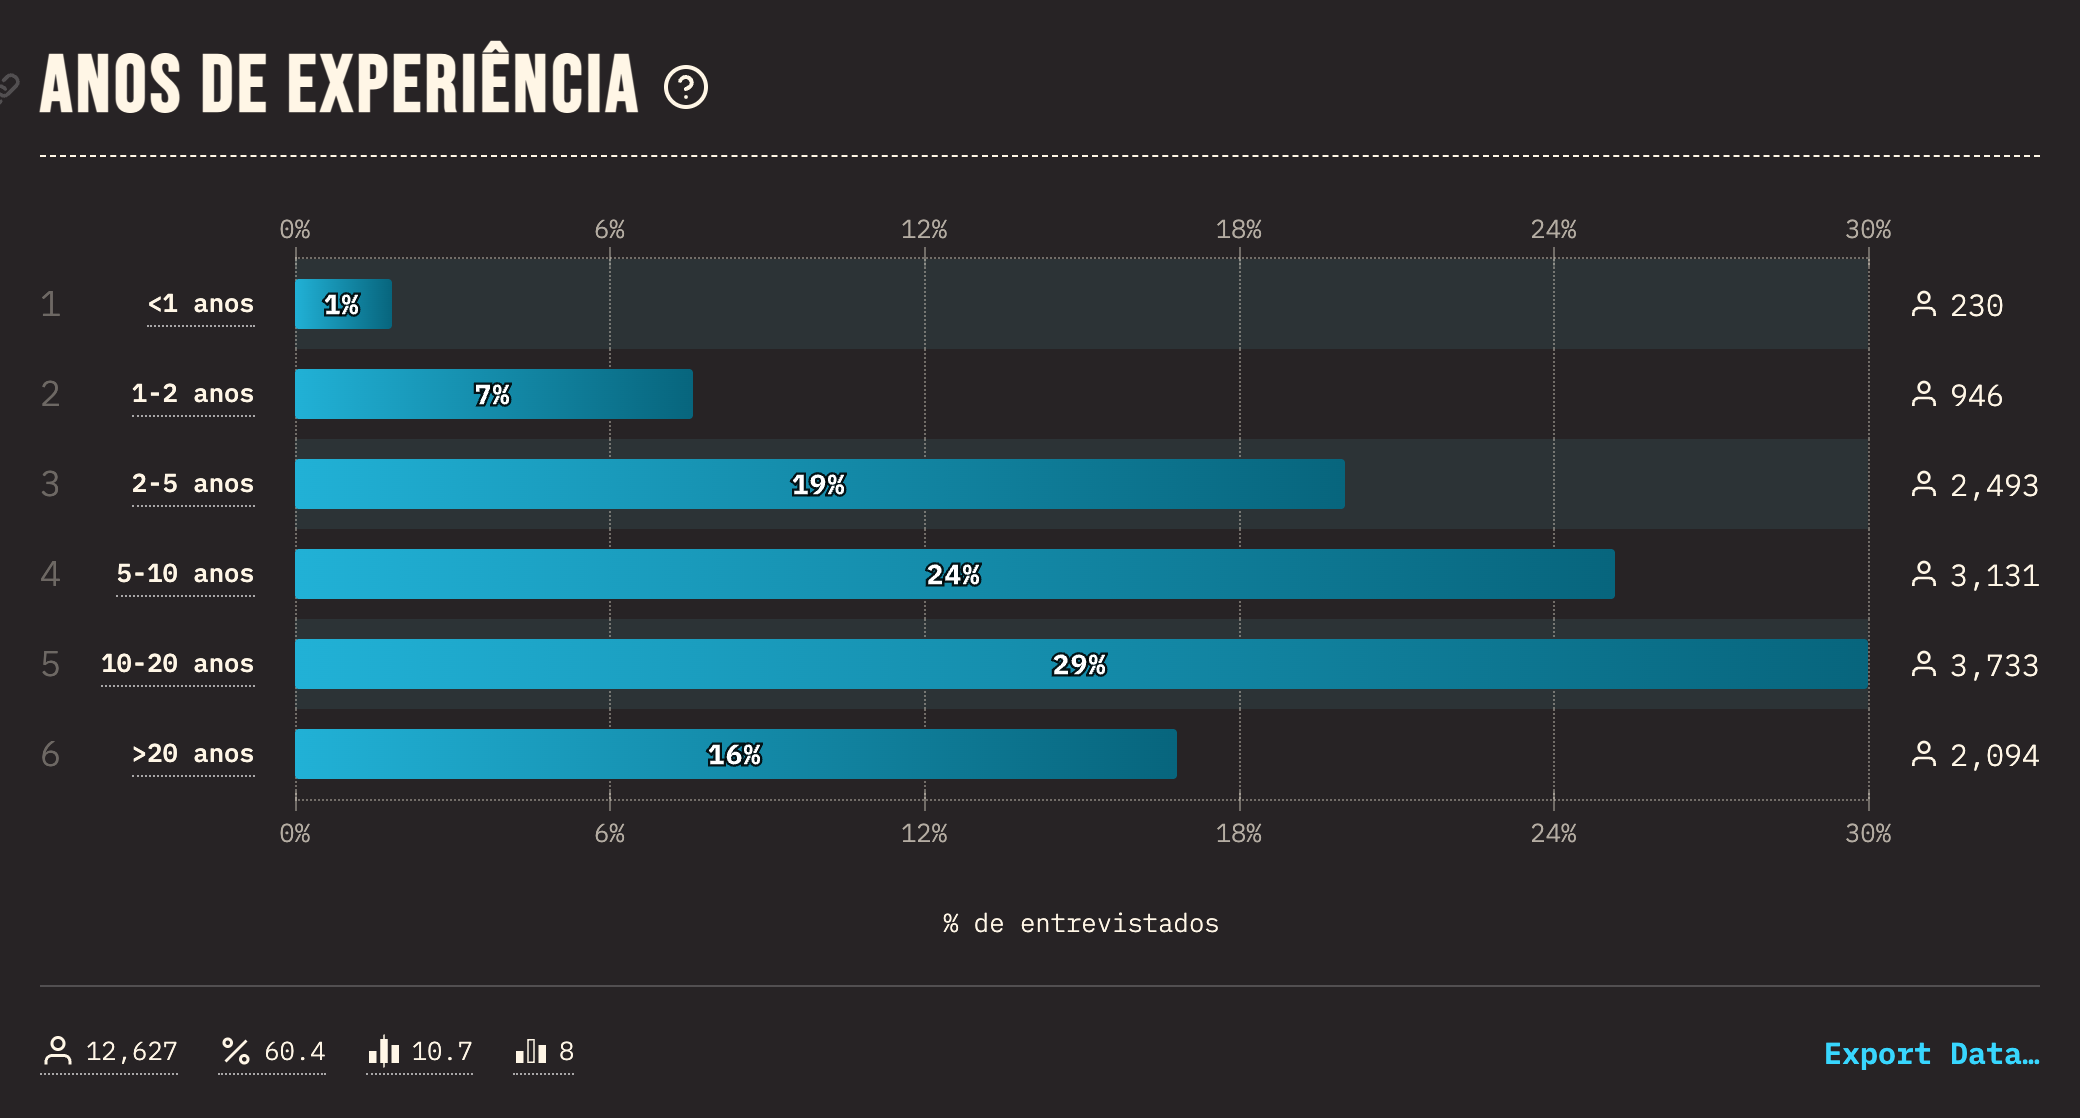 ANOS DE EXPERIÊNCIA
0% 6% 12% 18% 24% 30%
1 <1 anos 1% 230
2 1-2 anos 7% 946
3 2-5 anos 19% 2,493
4 5-10 anos 24% 3,131
5 10-20 anos 29% 3,733
6 >20 anos 16% 2,094
0% 6% 12% 18% 24% 30%
% de entrevistados
12,627 % 60.4 10.7 8 Export Data…